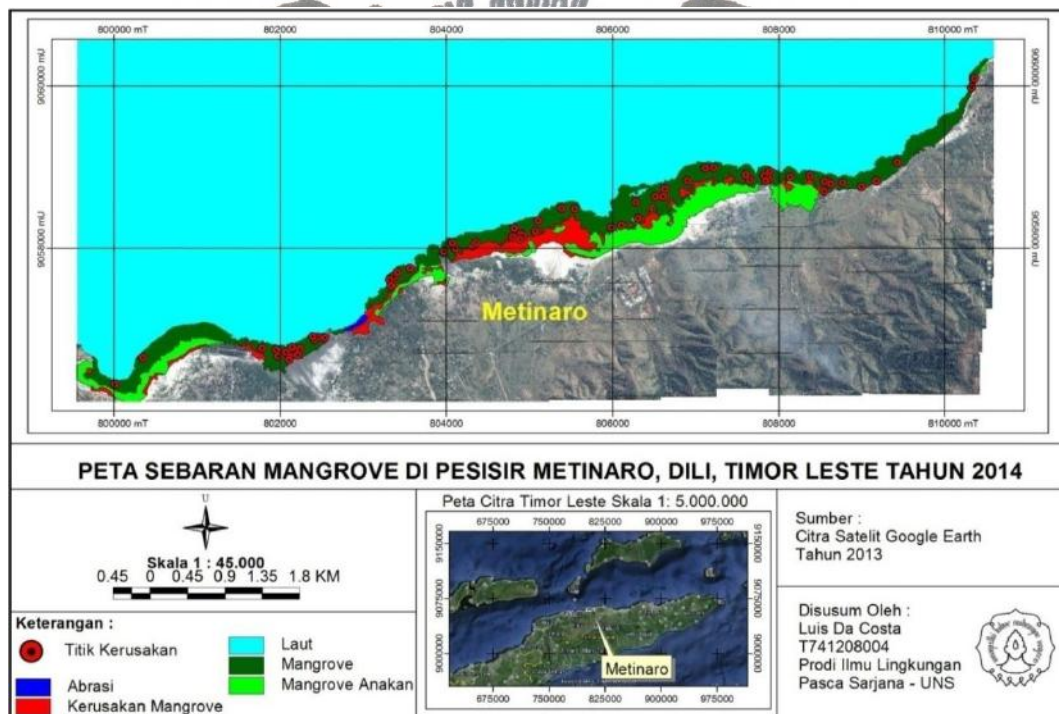 800000 mT 802000 804000 806000 808000 810000 mT
9060000 mU 9060000 mU
9058000 mU 9058000 mU
Metinaro
800000 mT 802000 804000 806000 808000 810000 mT
PETA SEBARAN MANGROVE DI PESISIR METINARO, DILI, TIMOR LESTE TAHUN 2014
U
Skala 1 : 45.000
0.45 0 0.45 0.9 1.35 1.8 KM
Keterangan :
Titik Kerusakan
Abrasi
Kerusakan Mangrove
Laut
Mangrove
Mangrove Anakan
Peta Citra Timor Leste Skala 1: 5.000.000
675000 750000 825000 900000 975000
9150000 9150000
9075000 9075000
9000000 9000000
Metinaro
675000 750000 825000 900000 975000
Sumber :
Citra Satelit Google Earth
Tahun 2013
Disusum Oleh :
Luis Da Costa
T741208004
Prodi Ilmu Lingkungan
Pasca Sarjana - UNS